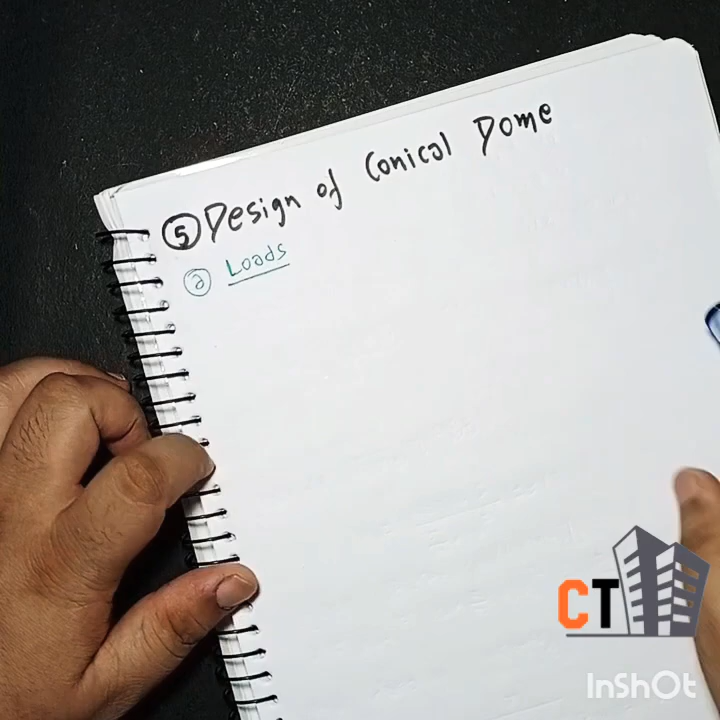 ⑤ Design of Conical Dome
ⓐ Loads
CT
InShOt